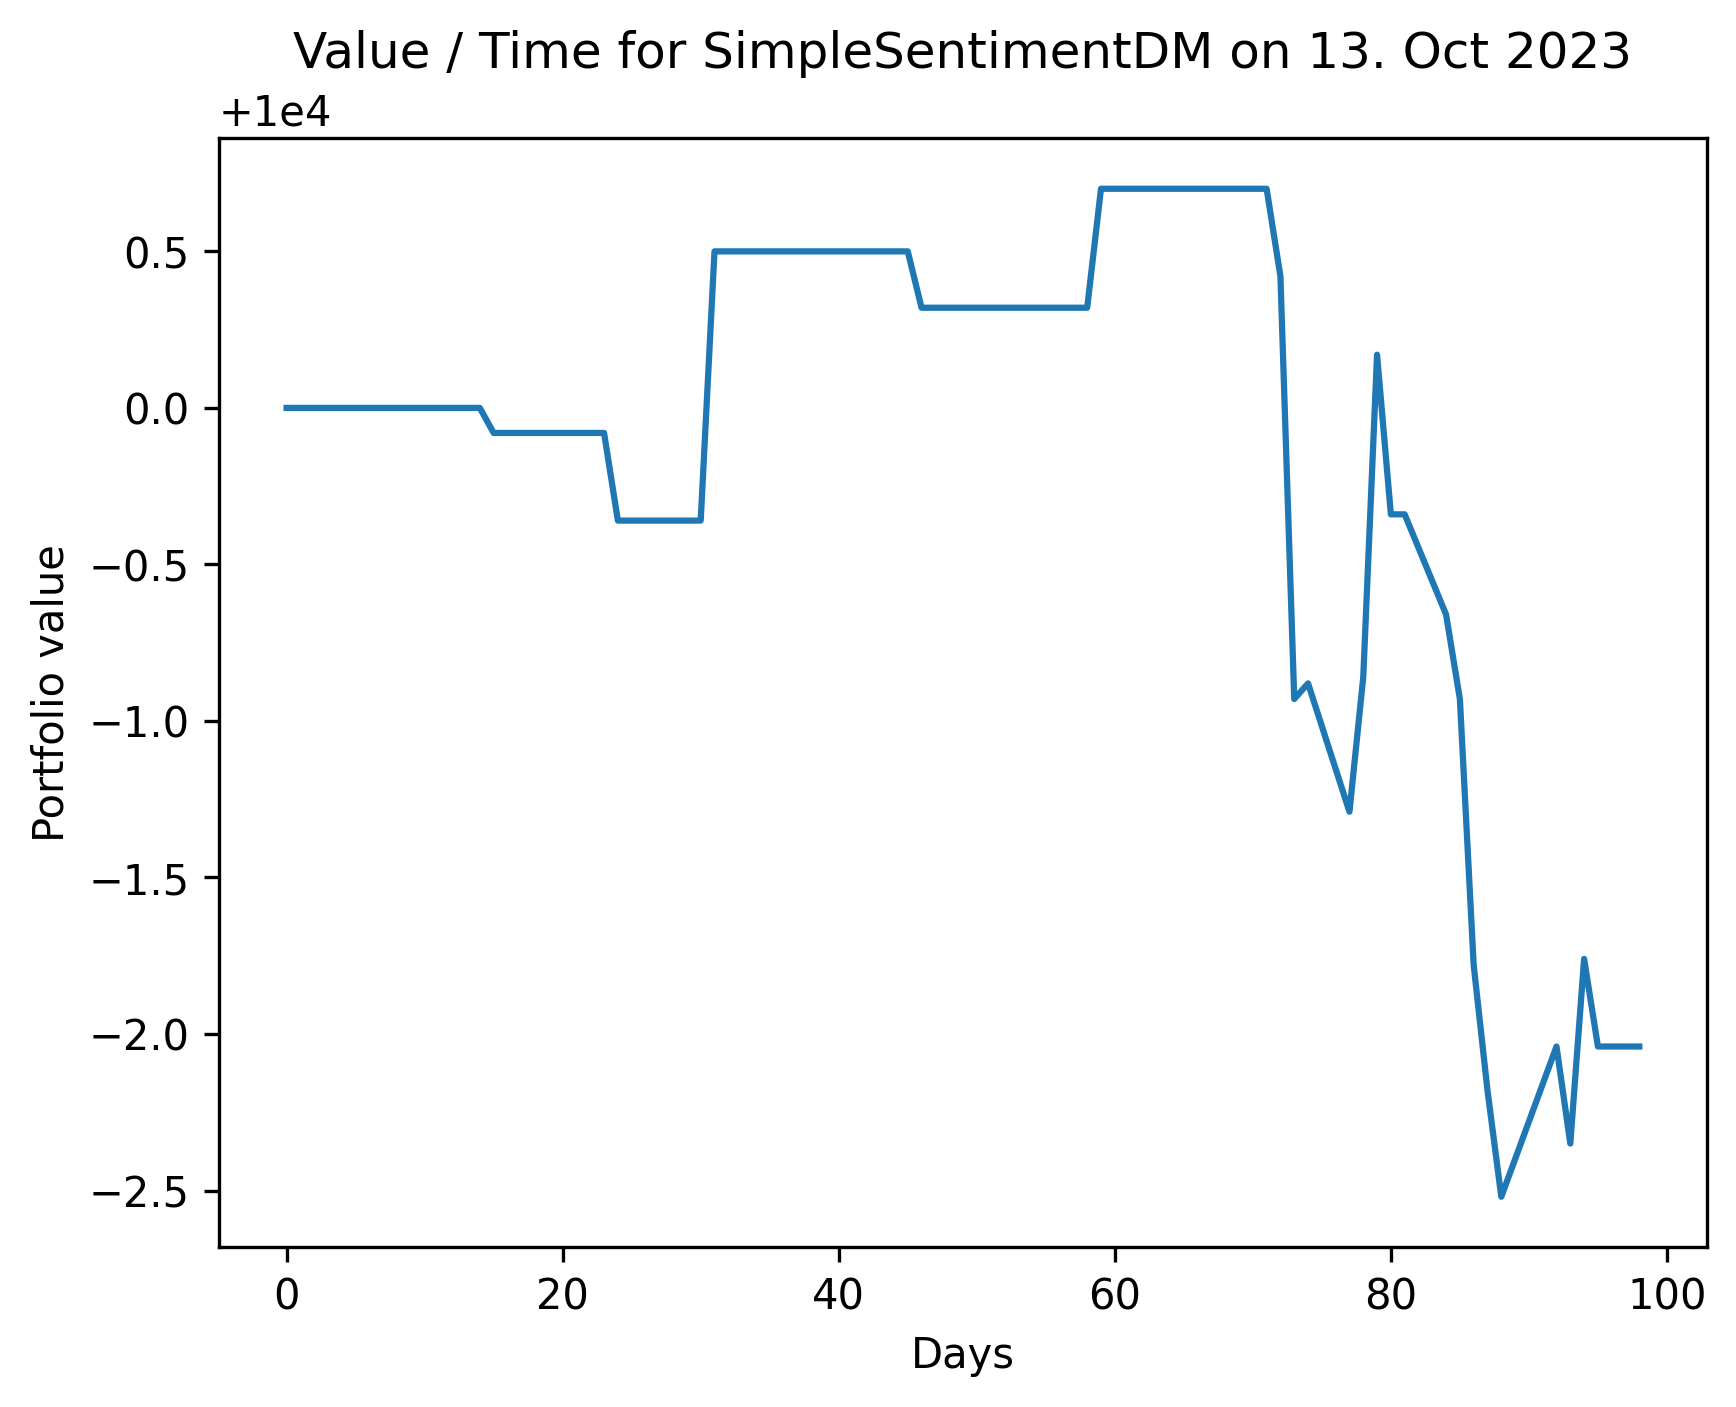 Value / Time for SimpleSentimentDM on 13. Oct 2023
+1e4
0.5
0.0
−0.5
−1.0
−1.5
−2.0
−2.5
Portfolio value
0 20 40 60 80 100
Days